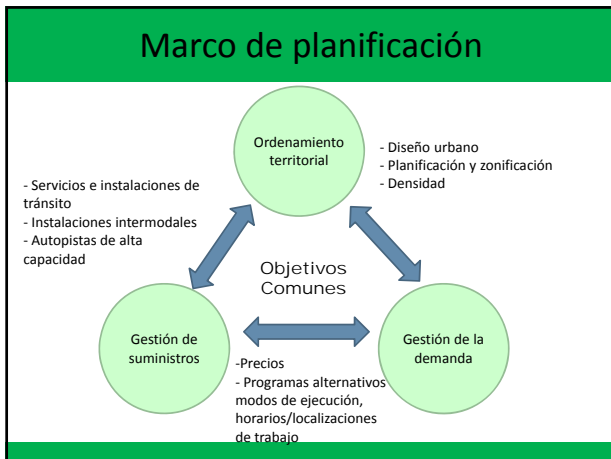 Marco de planificación
Ordenamiento
territorial
- Diseño urbano
- Planificación y zonificación
- Densidad
- Servicios e instalaciones de
tránsito
- Instalaciones intermodales
- Autopistas de alta
capacidad
Objetivos
Comunes
Gestión de
suministros
Gestión de la
demanda
-Precios
- Programas alternativos
modos de ejecución,
horarios/localizaciones
de trabajo